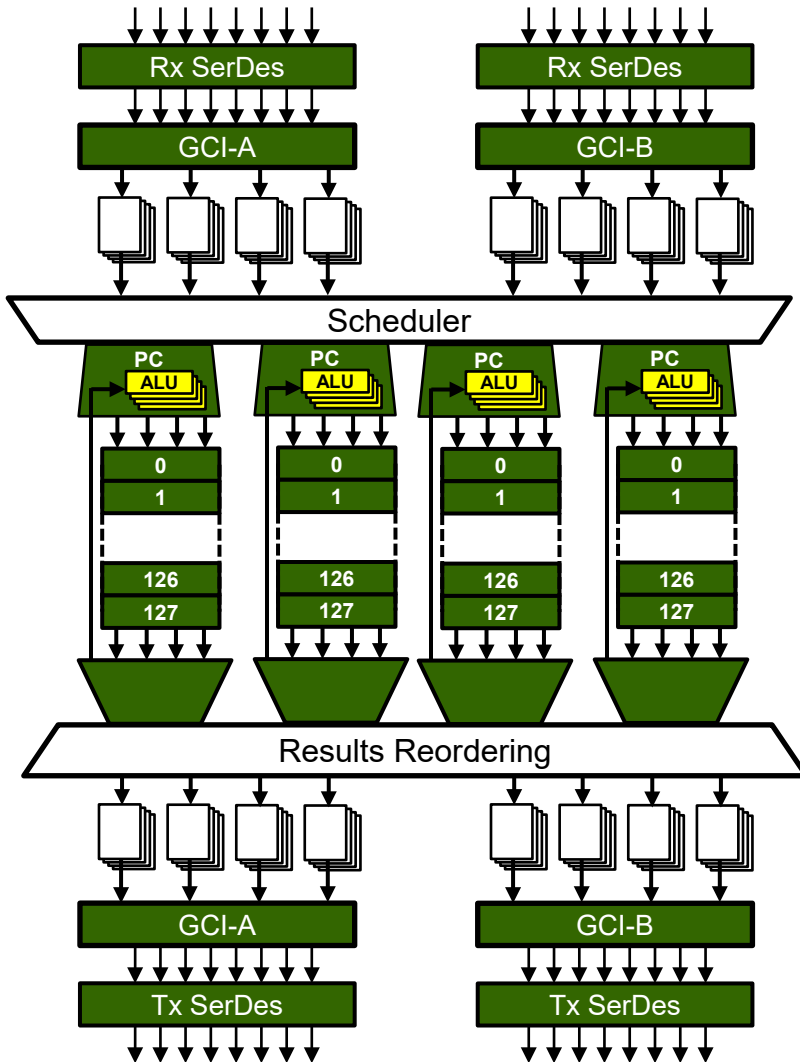 Rx SerDes
Rx SerDes
GCI-A
GCI-B
Scheduler
PC
PC
PC
PC
ALU
ALU
ALU
ALU
0
0
0
0
1
1
1
1
126
126
126
126
127
127
127
127
Results Reordering
GCI-A
GCI-B
Tx SerDes
Tx SerDes